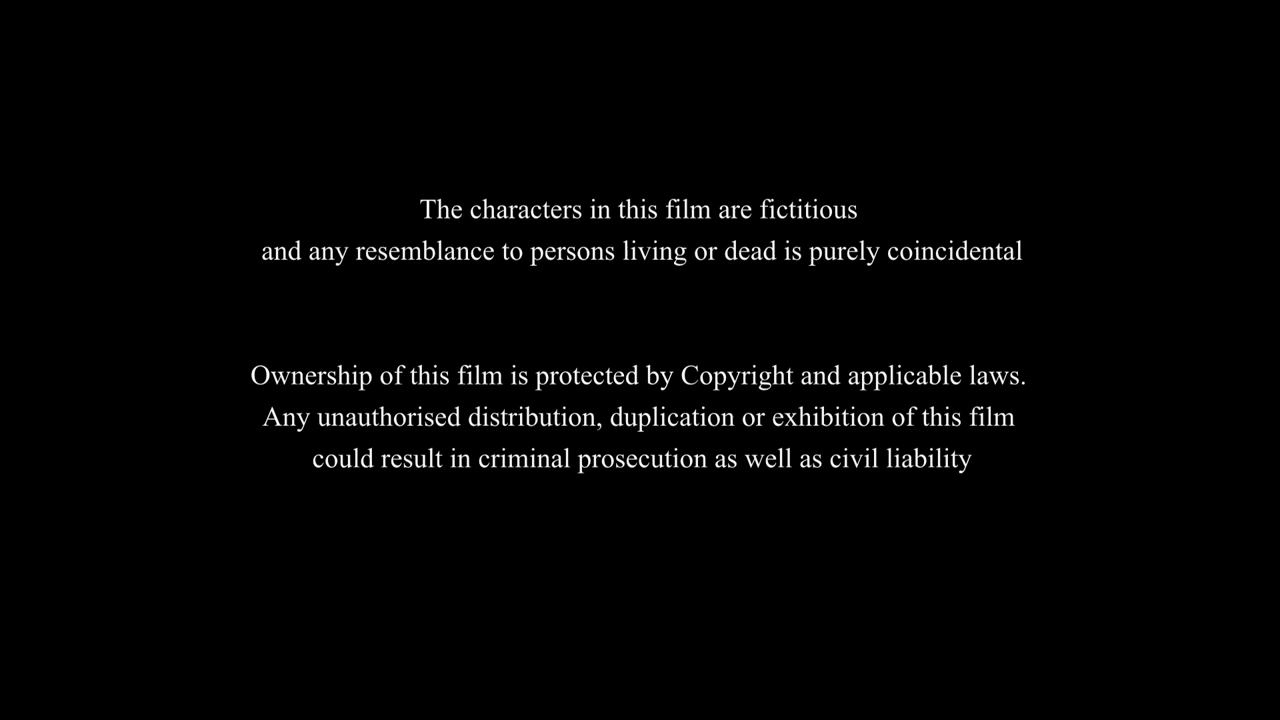 The characters in this film are fictitious
and any resemblance to persons living or dead is purely coincidental
Ownership of this film is protected by Copyright and applicable laws.
Any unauthorised distribution, duplication or exhibition of this film
could result in criminal prosecution as well as civil liability